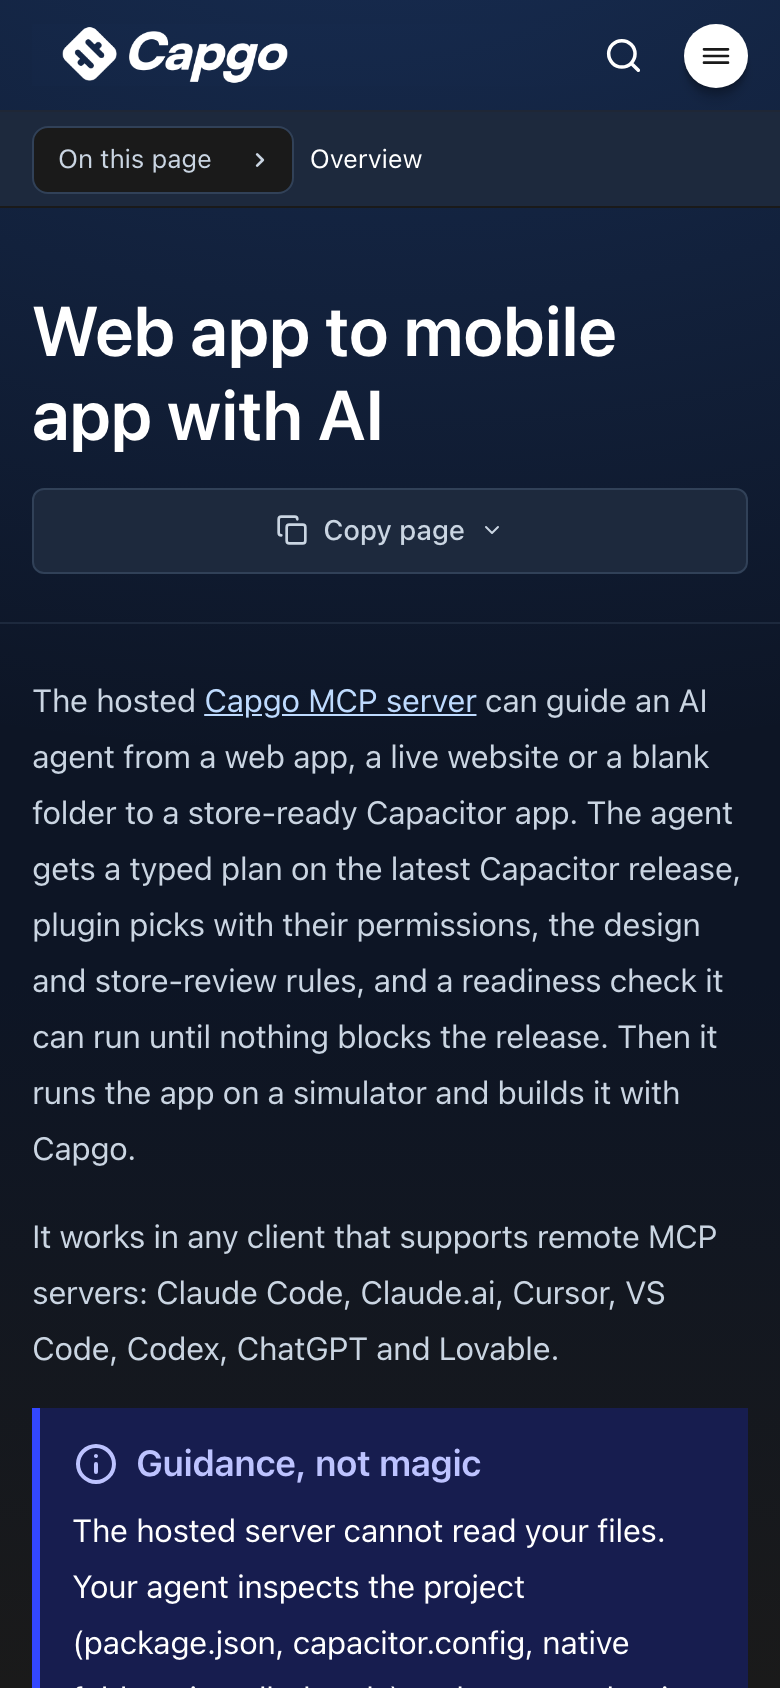 Capgo
On this page
Overview
Web app to mobile
app with AI
Copy page
The hosted Capgo MCP server can guide an AI
agent from a web app, a live website or a blank
folder to a store-ready Capacitor app. The agent
gets a typed plan on the latest Capacitor release,
plugin picks with their permissions, the design
and store-review rules, and a readiness check it
can run until nothing blocks the release. Then it
runs the app on a simulator and builds it with
Capgo.
It works in any client that supports remote MCP
servers: Claude Code, Claude.ai, Cursor, VS
Code, Codex, ChatGPT and Lovable.
Guidance, not magic
The hosted server cannot read your files.
Your agent inspects the project
(package.json, capacitor.config, native